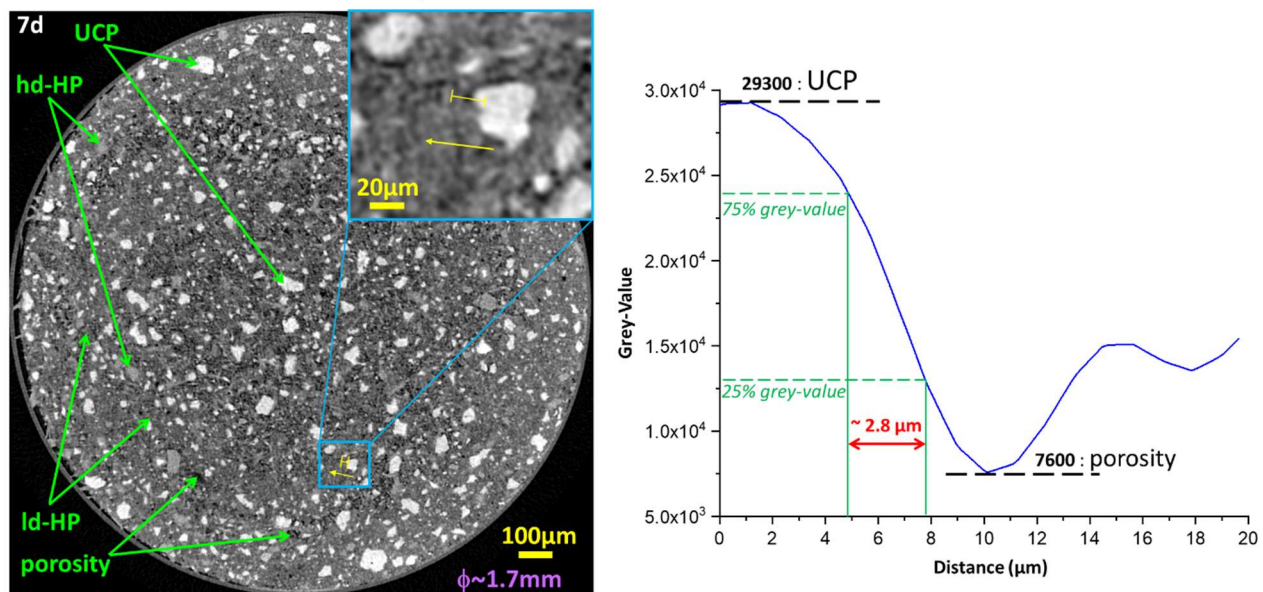 7d
UCP
hd-HP
20μm
ld-HP
porosity
100μm
ϕ~1.7mm
29300 : UCP
3.0x10⁴
2.5x10⁴
75% grey-value
2.0x10⁴
Grey-Value
1.5x10⁴
25% grey-value
~ 2.8 μm
1.0x10⁴
7600 : porosity
5.0x10³
0 2 4 6 8 10 12 14 16 18 20
Distance (μm)